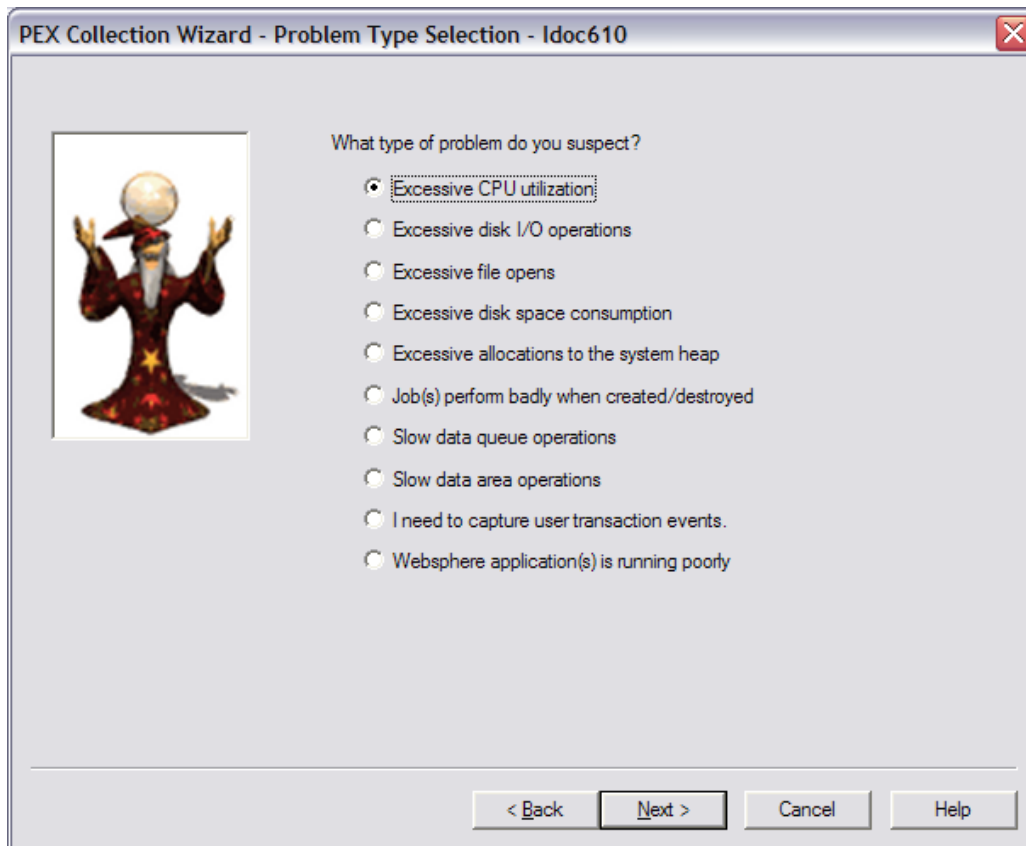 PEX Collection Wizard - Problem Type Selection - Idoc610
What type of problem do you suspect?
Excessive CPU utilization
Excessive disk I/O operations
Excessive file opens
Excessive disk space consumption
Excessive allocations to the system heap
Job(s) perform badly when created/destroyed
Slow data queue operations
Slow data area operations
I need to capture user transaction events.
Websphere application(s) is running poorly
< Back Next > Cancel Help